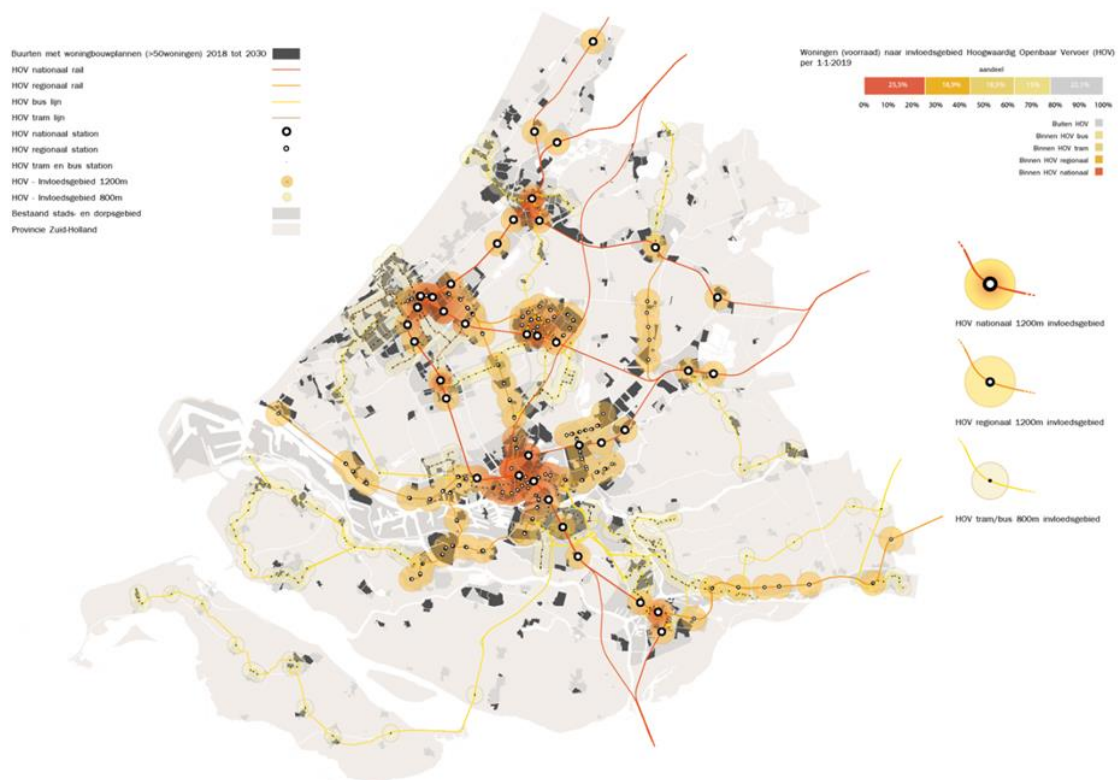 Buurten met woningbouwplannen (>50woningen) 2018 tot 2030
HOV nationaal rail
HOV regionaal rail
HOV bus lijn
HOV tram lijn
HOV nationaal station
HOV regionaal station
HOV tram en bus station
HOV - Invloedsgebied 1200m
HOV - Invloedsgebied 800m
Bestaand stads- en dorpsgebied
Provincie Zuid-Holland
Woningen (voorraad) naar invloedsgebied Hoogwaardig Openbaar Vervoer (HOV)
per 1-1-2019
aandeel
0% 10% 20% 30% 40% 50% 60% 70% 80% 90% 100%
Buiten HOV
Binnen HOV bus
Binnen HOV tram
Binnen HOV regionaal
Binnen HOV nationaal
HOV nationaal 1200m invloedsgebied
HOV regionaal 1200m invloedsgebied
HOV tram/bus 800m invloedsgebied